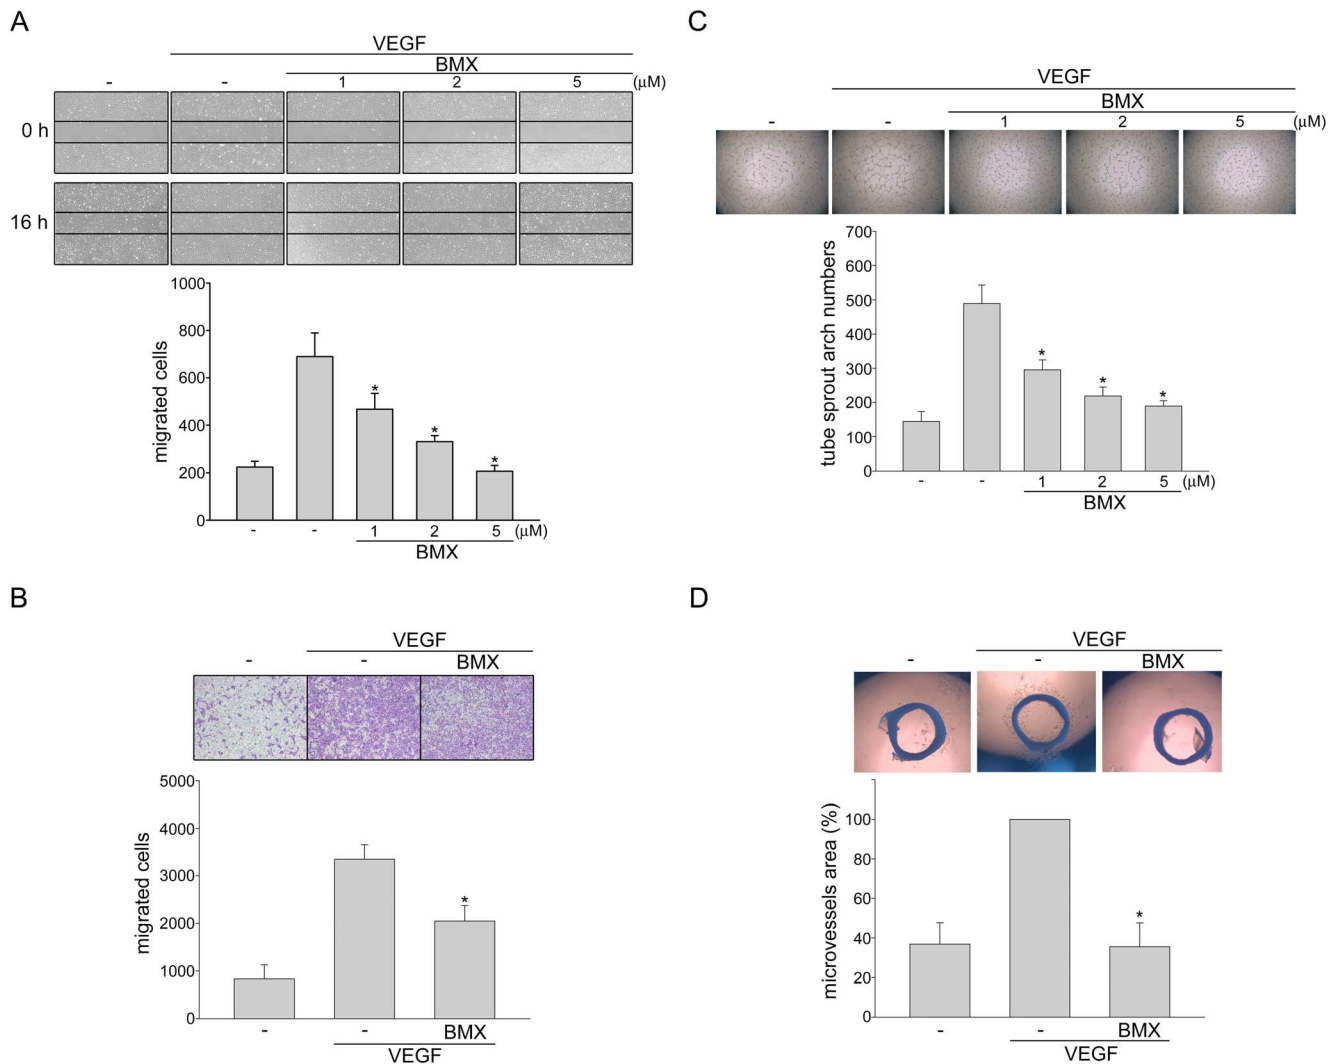 A
VEGF
BMX
- - 1 2 5 (μM)
0 h
16 h
1000
800
600
400
200
0
migrated cells
* * *
- - 1 2 5 (μM)
BMX
C
VEGF
BMX
- - 1 2 5 (μM)
700
600
500
400
300
200
100
0
tube sprout arch numbers
* * *
- - 1 2 5 (μM)
BMX
B
VEGF
- - BMX
5000
4000
3000
2000
1000
0
migrated cells
*
- - BMX
VEGF
D
VEGF
- - BMX
100
80
60
40
20
0
microvessels area (%)
*
- - BMX
VEGF